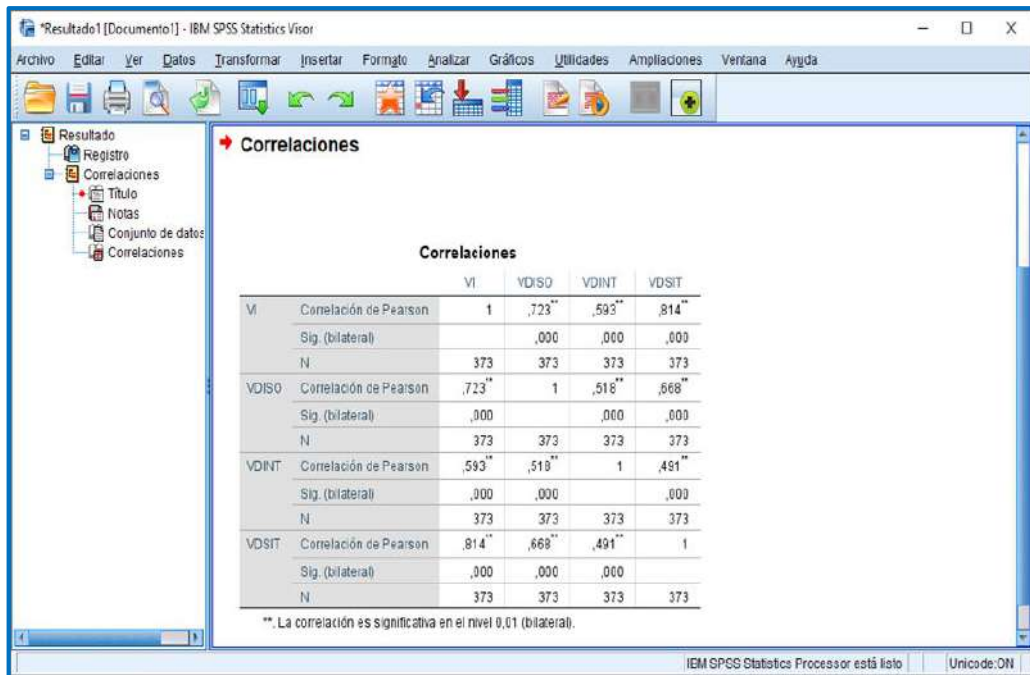 *Resultado1 [Documento1] - IBM SPSS Statistics Visor
Archivo Editar Ver Datos Transformar Insertar Formato Analizar Gráficos Utilidades Ampliaciones Ventana Ayuda
Resultado
Registro
Correlaciones
Título
Notas
Conjunto de datos
Correlaciones
Correlaciones
Correlaciones
VI VDISO VDINT VDSIT
VI Correlación de Pearson 1 ,723** ,593** ,814**
Sig. (bilateral) ,000 ,000 ,000
N 373 373 373 373
VDISO Correlación de Pearson ,723** 1 ,518** ,668**
Sig. (bilateral) ,000 ,000 ,000
N 373 373 373 373
VDINT Correlación de Pearson ,593** ,518** 1 ,491**
Sig. (bilateral) ,000 ,000 ,000
N 373 373 373 373
VDSIT Correlación de Pearson ,814** ,668** ,491** 1
Sig. (bilateral) ,000 ,000 ,000
N 373 373 373 373
**. La correlación es significativa en el nivel 0,01 (bilateral).
IBM SPSS Statistics Processor está listo Unicode:ON